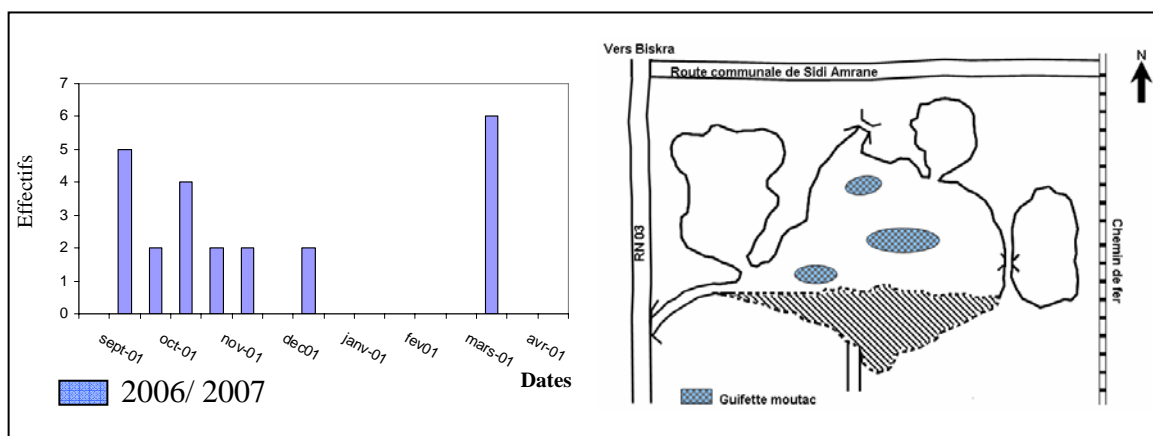 7
6
5
4
3
2
1
0
Effectifs
sept-01
oct-01
nov-01
dec01
janv-01
fev01
mars-01
avr-01
Dates
2006/ 2007
Vers Biskra
Route communale de Sidi Amrane
N
RN 03
Chemin de fer
Guifette moutac